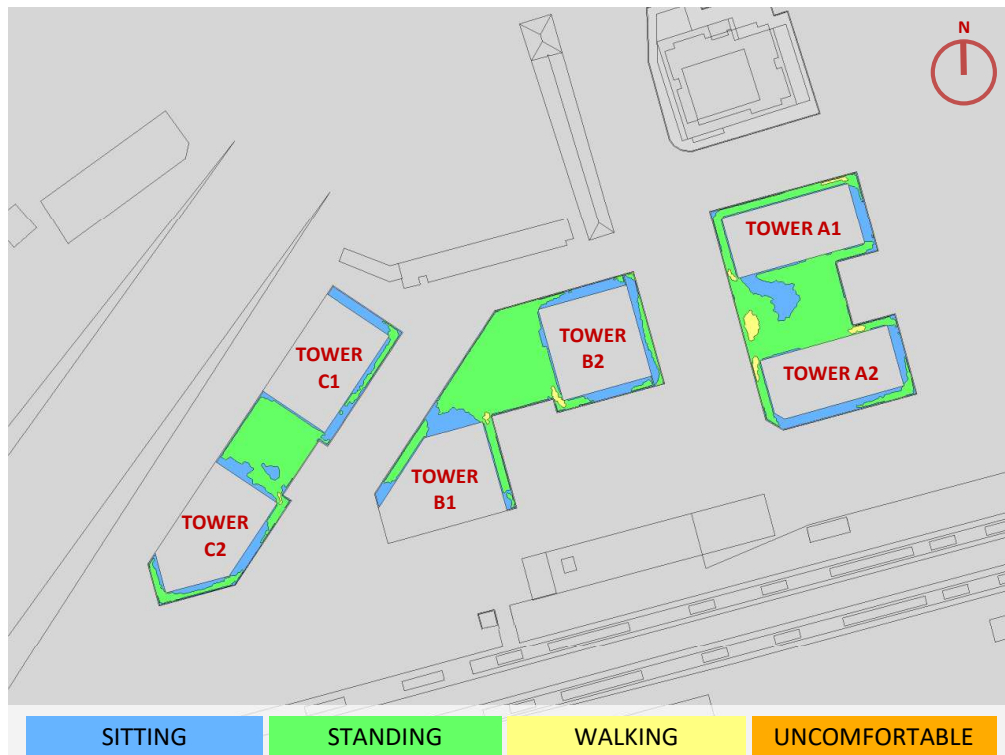 N
TOWER A1
TOWER
B2
TOWER
C1
TOWER A2
TOWER
B1
TOWER
C2
SITTING
STANDING
WALKING
UNCOMFORTABLE